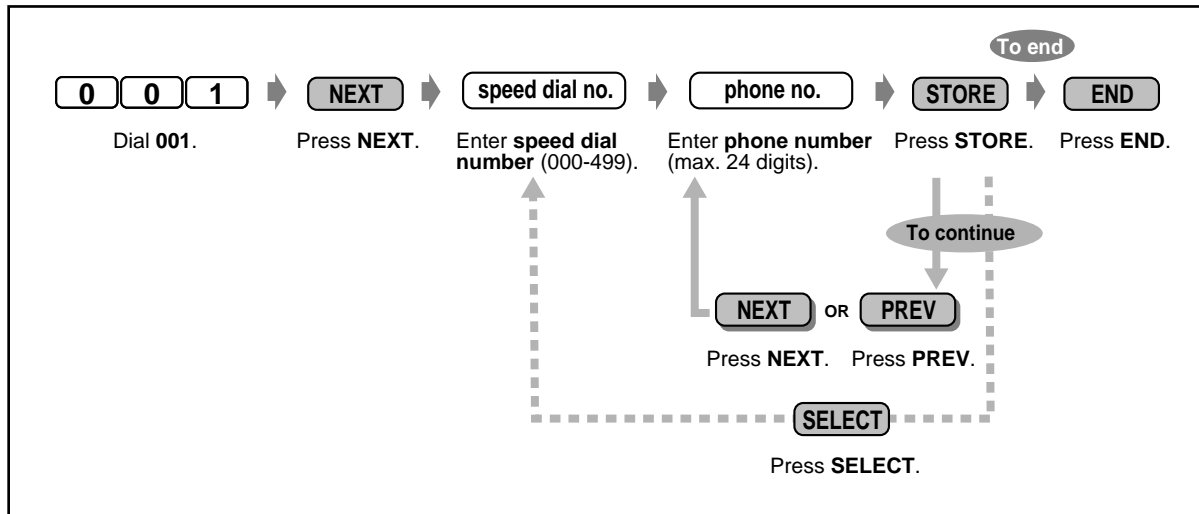 To end
0 0 1 NEXT speed dial no. phone no. STORE END
Dial 001. Press NEXT. Enter speed dial Enter phone number Press STORE. Press END.
number (000-499). (max. 24 digits).
To continue
NEXT OR PREV
Press NEXT. Press PREV.
SELECT
Press SELECT.